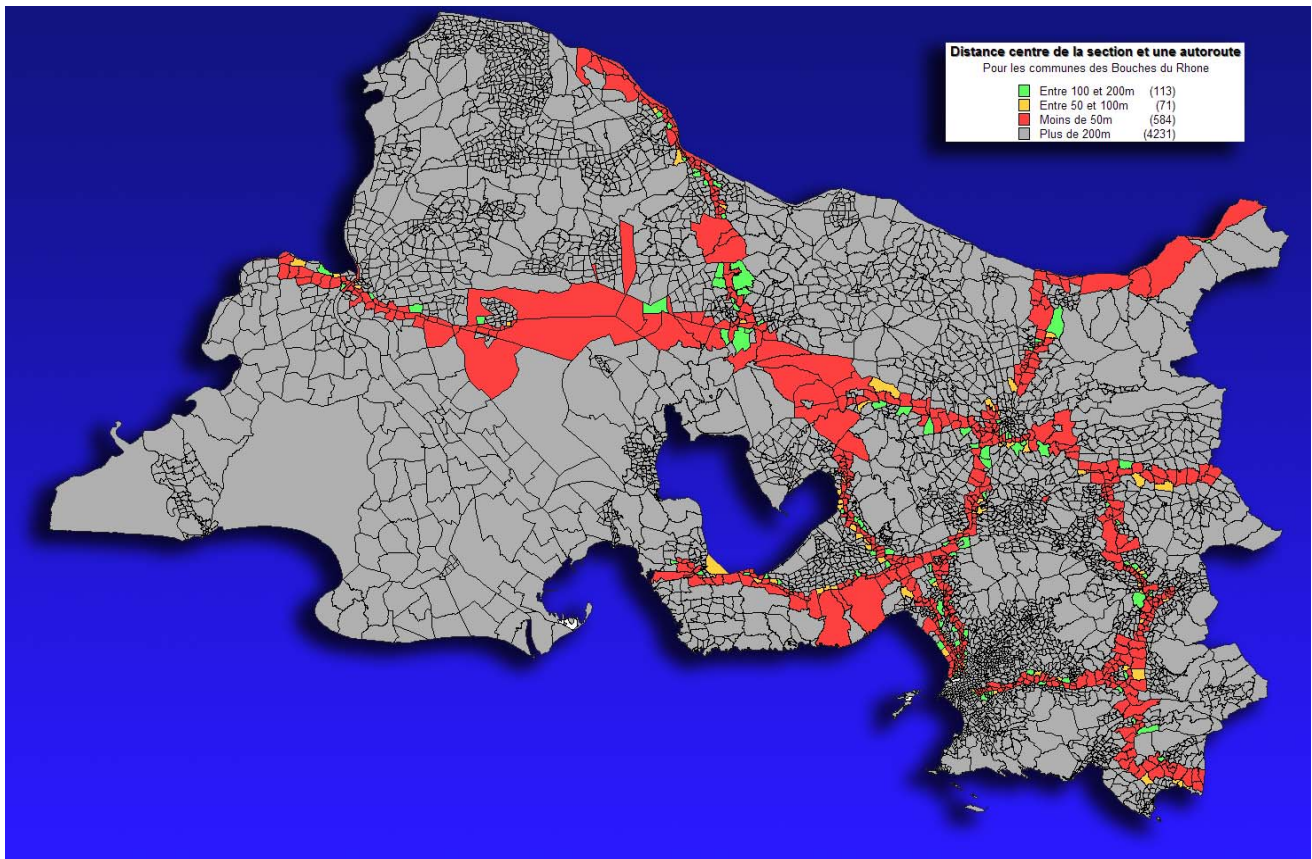 Distance centre de la section et une autoroute
Pour les communes des Bouches du Rhone
Entre 100 et 200m (113)
Entre 50 et 100m (71)
Moins de 50m (584)
Plus de 200m (4231)